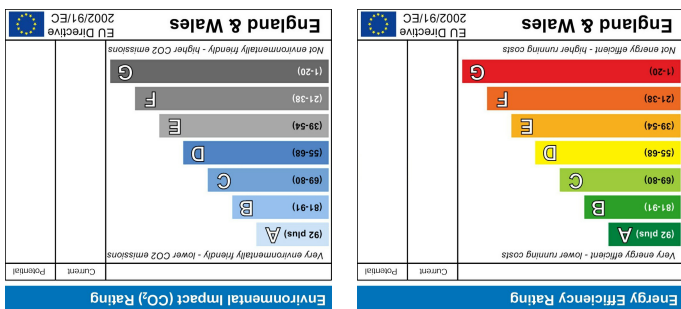 Energy Efficiency Rating
Current Potential
Very energy efficient - lower running costs
(92 plus) A
(81-91) B
(69-80) C
(55-68) D
(39-54) E
(21-38) F
(1-20) G
Not energy efficient - higher running costs
England & Wales
EU Directive
2002/91/EC
Environmental Impact (CO₂) Rating
Current Potential
Very environmentally friendly - lower CO2 emissions
(92 plus) A
(81-91) B
(69-80) C
(55-68) D
(39-54) E
(21-38) F
(1-20) G
Not environmentally friendly - higher CO2 emissions
England & Wales
EU Directive
2002/91/EC